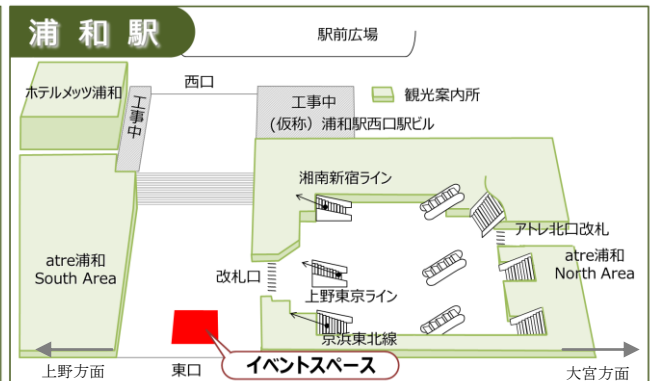 浦和駅
駅前広場
ホテルメッツ浦和
工事中
西口
工事中
(仮称)浦和駅西口駅ビル
観光案内所
湘南新宿ライン
アトレ北口改札
atre浦和
South Area
改札口
上野東京ライン
atre浦和
North Area
京浜東北線
上野方面
東口
イベントスペース
大宮方面